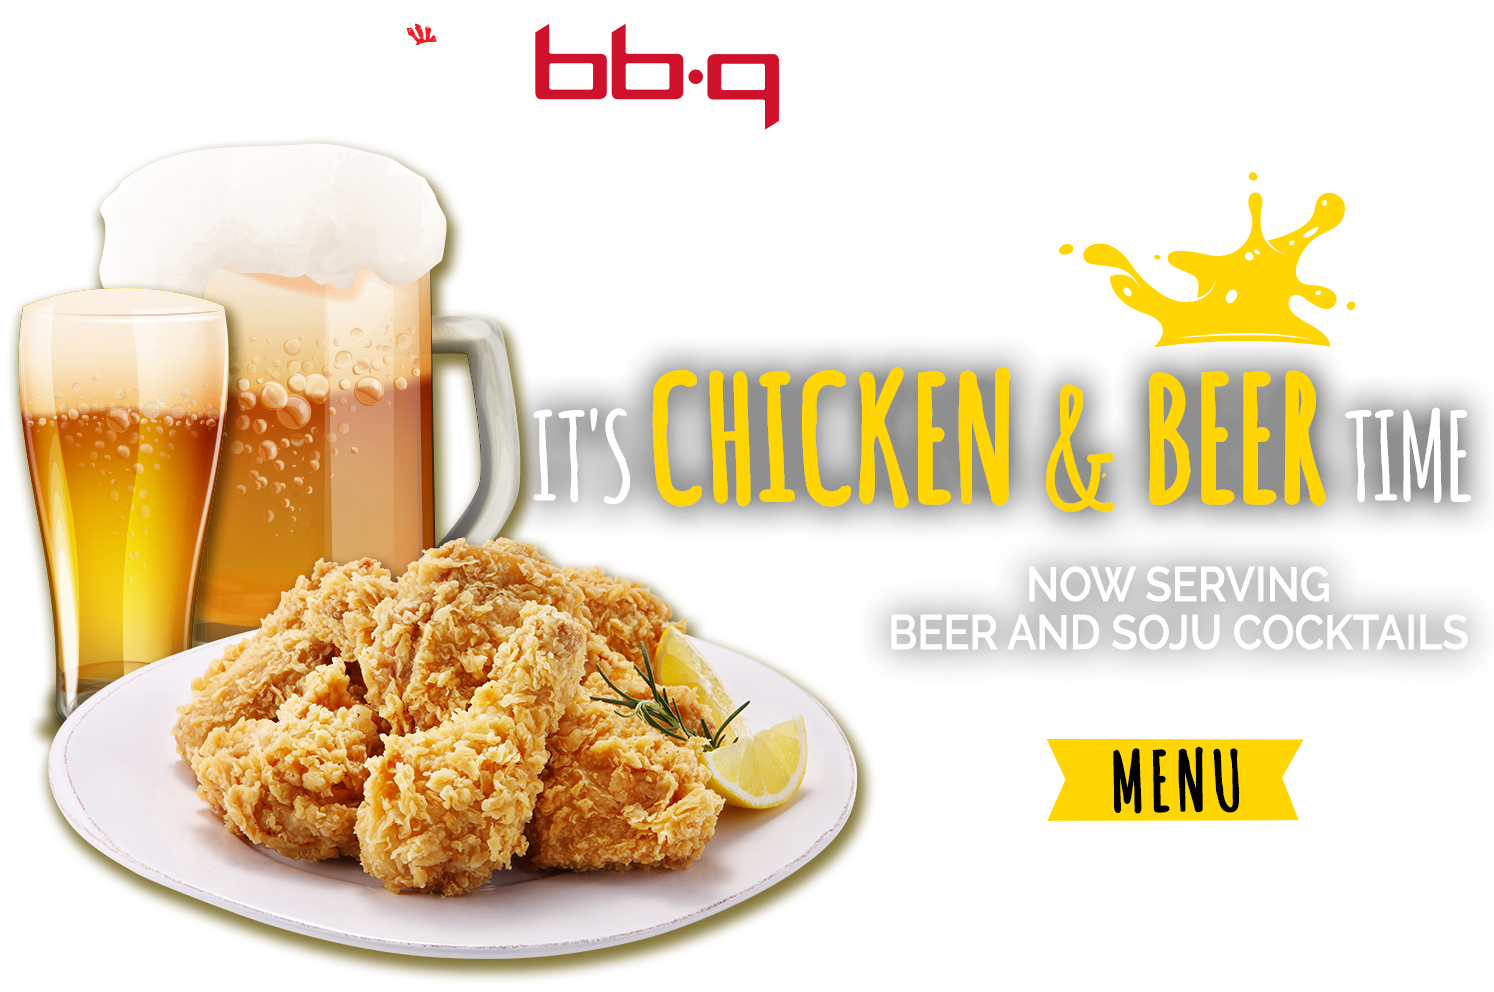 bb.q
IT'S CHICKEN & BEER TIME
NOW SERVING
BEER AND SOJU COCKTAILS
MENU